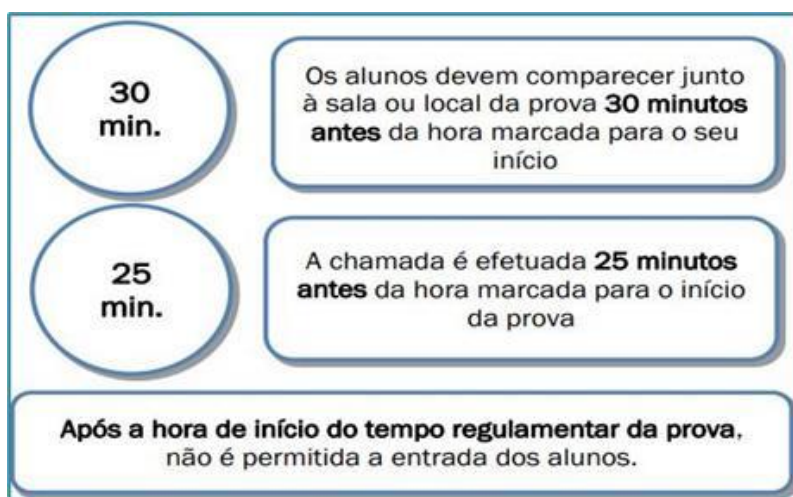 30
min.
Os alunos devem comparecer junto
à sala ou local da prova 30 minutos
antes da hora marcada para o seu
início
25
min.
A chamada é efetuada 25 minutos
antes da hora marcada para o início
da prova
Após a hora de início do tempo regulamentar da prova,
não é permitida a entrada dos alunos.